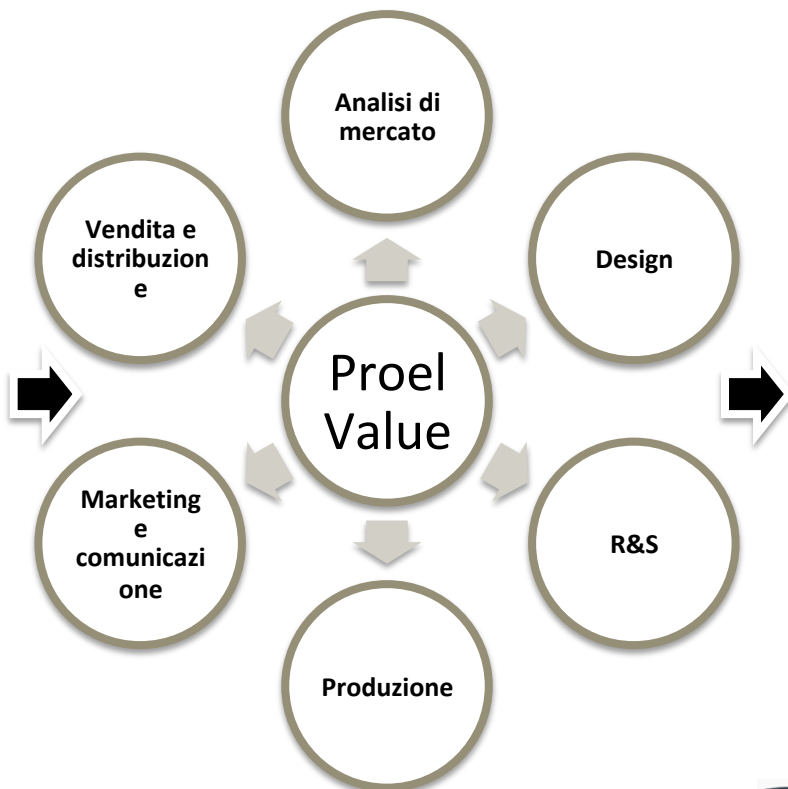 Analisi di
mercato
Vendita e
distribuzion
e
Design
Proel
Value
Marketing
e
comunicazi
one
R&S
Produzione